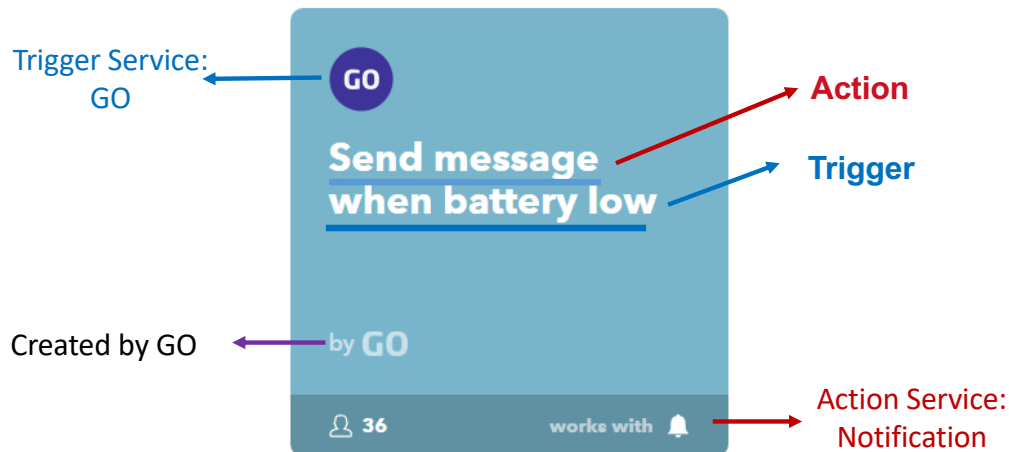 Trigger Service:
GO
GO
Action
Send message
when battery low
Trigger
Created by GO
by GO
36
works with
Action Service:
Notification